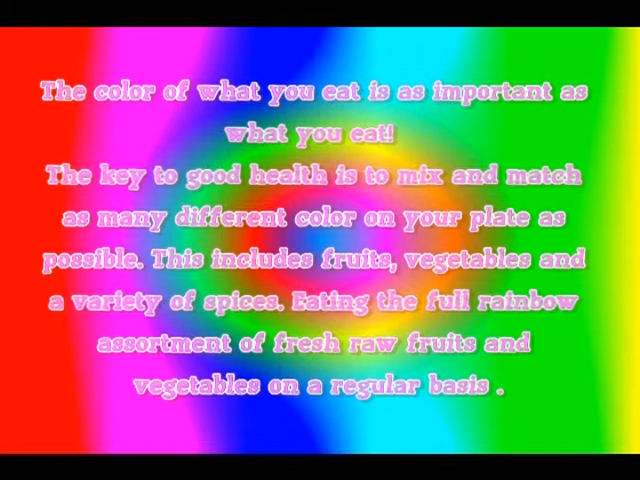 The color of what you eat is as important as
what you eat!
The key to good health is to mix and match
as many different color on your plate as
possible. This includes fruits, vegetables and
a variety of spices. Eating the full rainbow
assortment of fresh raw fruits and
vegetables on a regular basis .